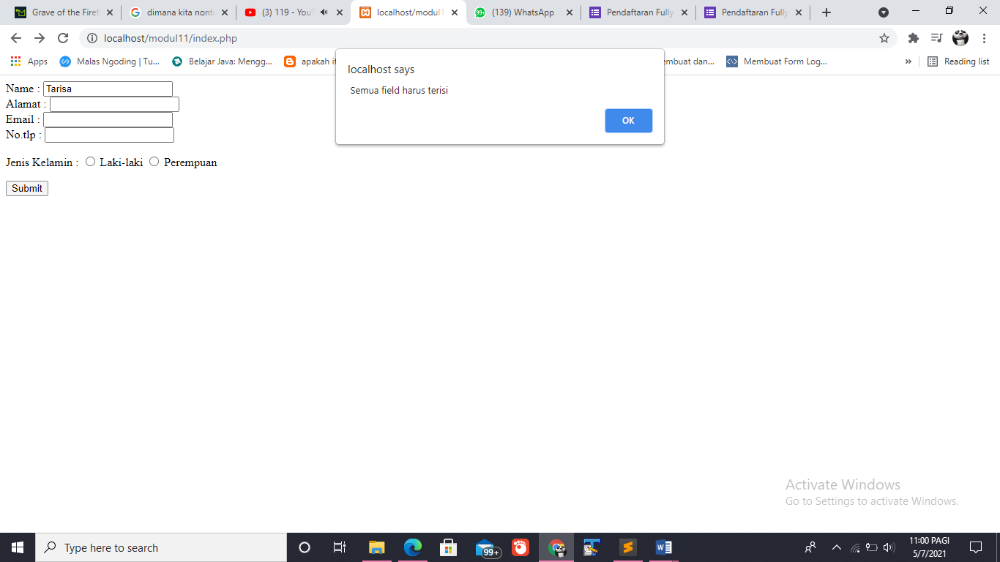 Grave of the Firef
dimana kita nont
(3) 119 - YouT
localhost/modul1
(139) WhatsApp
Pendaftaran Fully
Pendaftaran Fully
localhost/modul11/index.php
Apps
Malas Ngoding | Tu...
Belajar Java: Mengg...
apakah it
embuat dan...
Membuat Form Log...
»
Reading list
localhost says
Semua field harus terisi
OK
Name : Tarisa
Alamat :
Email :
No.tlp :
Jenis Kelamin : Laki-laki Perempuan
Submit
Activate Windows
Go to Settings to activate Windows.
Type here to search
99+
11:00 PAGI
5/7/2021